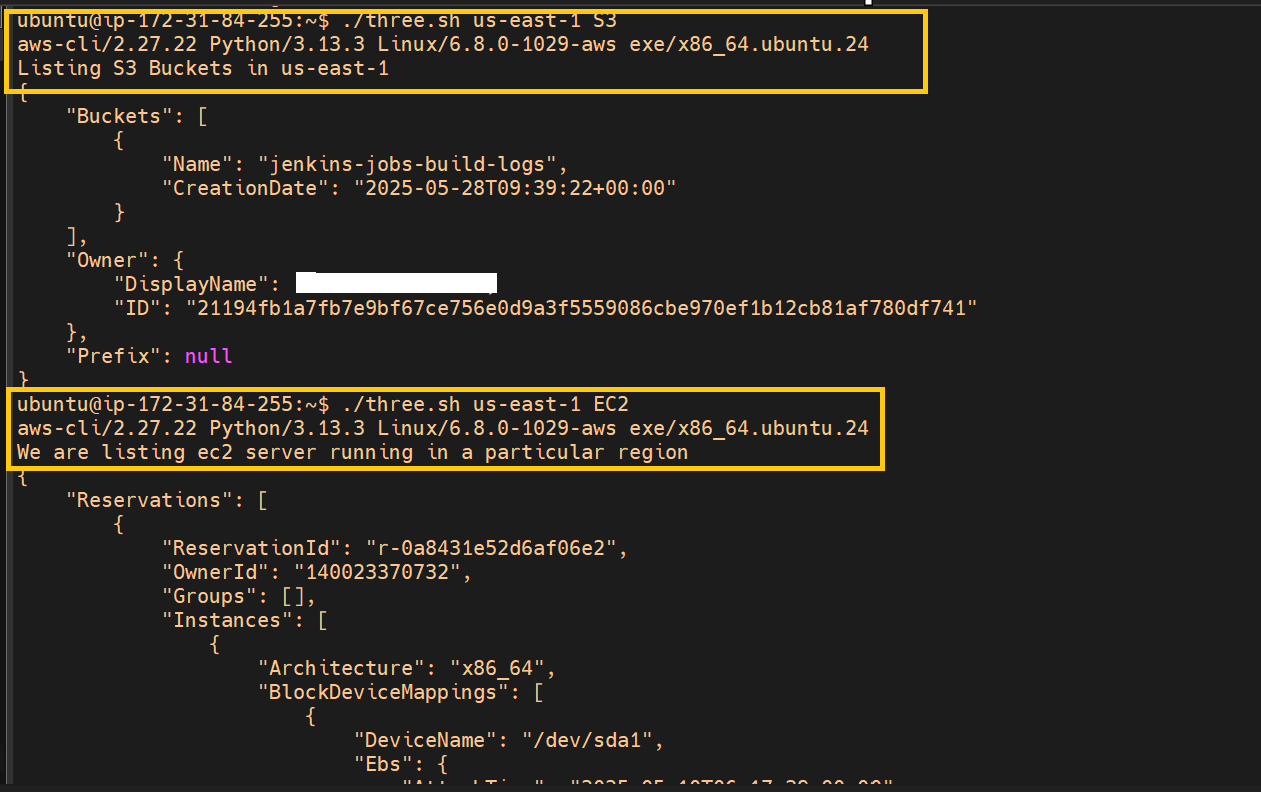 ubuntu@ip-172-31-84-255:~$ ./three.sh us-east-1 S3
aws-cli/2.27.22 Python/3.13.3 Linux/6.8.0-1029-aws exe/x86_64.ubuntu.24
Listing S3 Buckets in us-east-1
{
    "Buckets": [
        {
            "Name": "jenkins-jobs-build-logs",
            "CreationDate": "2025-05-28T09:39:22+00:00"
        }
    ],
    "Owner": {
        "DisplayName":
        "ID": "21194fb1a7fb7e9bf67ce756e0d9a3f5559086cbe970ef1b12cb81af780df741"
    },
    "Prefix": null
}
ubuntu@ip-172-31-84-255:~$ ./three.sh us-east-1 EC2
aws-cli/2.27.22 Python/3.13.3 Linux/6.8.0-1029-aws exe/x86_64.ubuntu.24
We are listing ec2 server running in a particular region
{
    "Reservations": [
        {
            "ReservationId": "r-0a8431e52d6af06e2",
            "OwnerId": "140023370732",
            "Groups": [],
            "Instances": [
                {
                    "Architecture": "x86_64",
                    "BlockDeviceMappings": [
                        {
                            "DeviceName": "/dev/sda1",
                            "Ebs": {